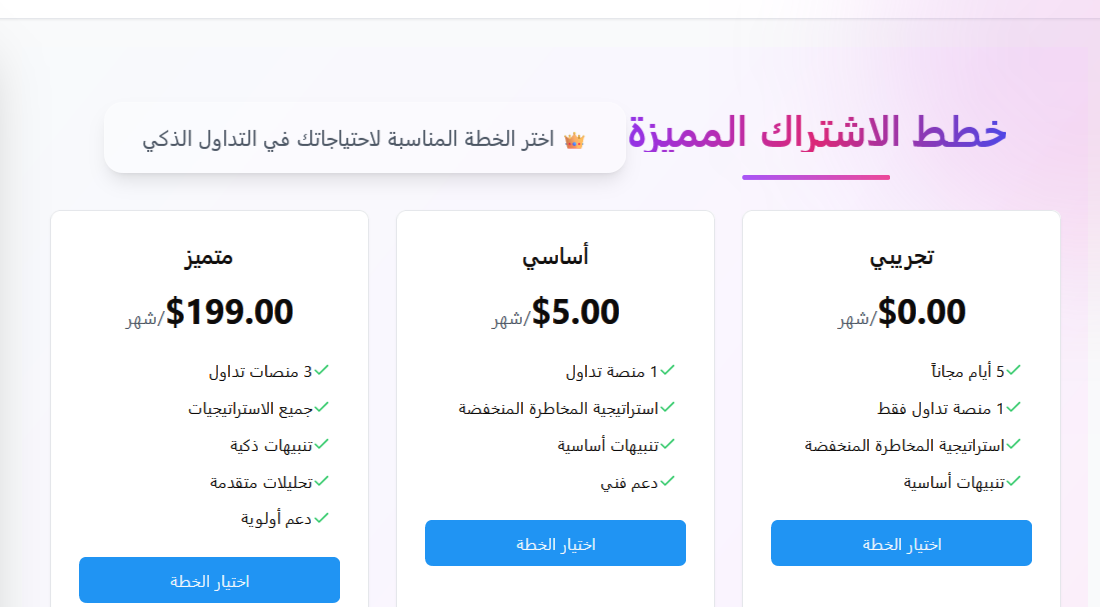 خطط الاشتراك المميزة
👑 اختر الخطة المناسبة لاحتياجاتك في التداول الذكي
تجريبي
$0.00/شهر
5 أيام مجاناً
1 منصة تداول فقط
استراتيجية المخاطرة المنخفضة
تنبيهات أساسية
اختيار الخطة
أساسي
$5.00/شهر
1 منصة تداول
استراتيجية المخاطرة المنخفضة
تنبيهات أساسية
دعم فني
اختيار الخطة
متميز
$199.00/شهر
3 منصات تداول
جميع الاستراتيجيات
تنبيهات ذكية
تحليلات متقدمة
دعم أولوية
اختيار الخطة